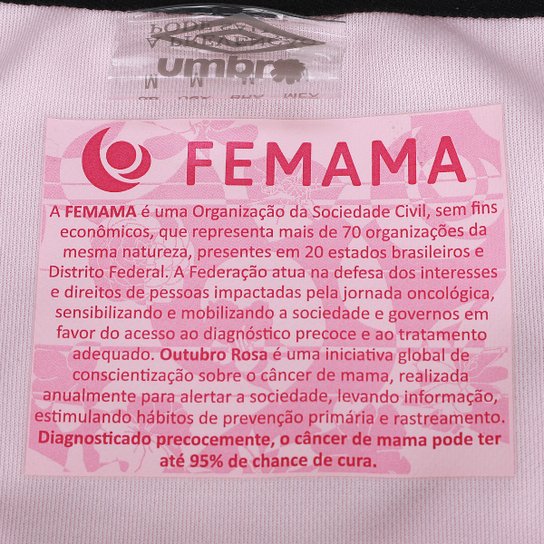 umbro
M M M M
FEMAMA
A FEMAMA é uma Organização da Sociedade Civil, sem fins
econômicos, que representa mais de 70 organizações da
mesma natureza, presentes em 20 estados brasileiros e
Distrito Federal. A Federação atua na defesa dos interesses
e direitos de pessoas impactadas pela jornada oncológica,
sensibilizando e mobilizando a sociedade e governos em
favor do acesso ao diagnóstico precoce e ao tratamento
adequado. Outubro Rosa é uma iniciativa global de
conscientização sobre o câncer de mama, realizada
anualmente para alertar a sociedade, levando informação,
estimulando hábitos de prevenção primária e rastreamento.
Diagnosticado precocemente, o câncer de mama pode ter
até 95% de chance de cura.